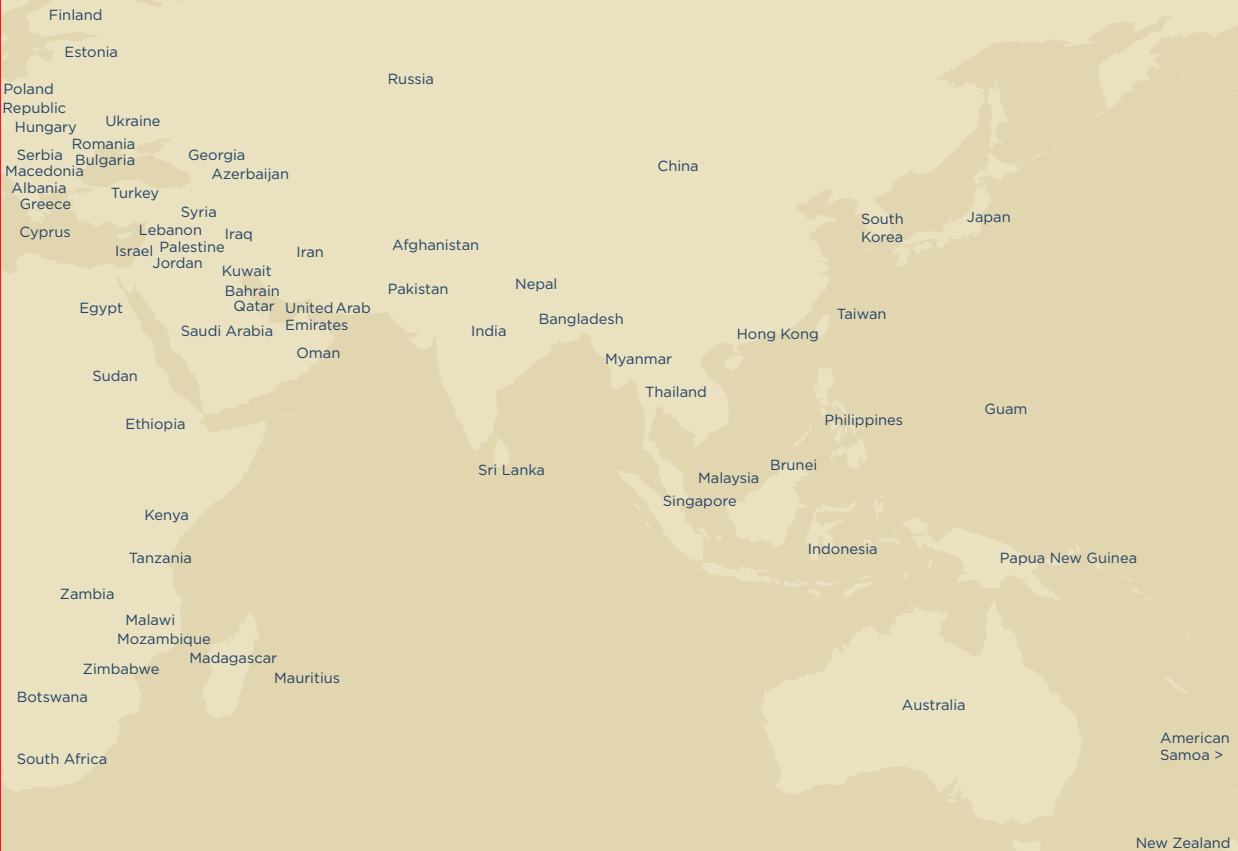 Finland
Estonia
Russia
Poland
Republic
Ukraine
Hungary
Romania
Serbia
Bulgaria
Georgia
China
Macedonia
Azerbaijan
Albania
Turkey
Greece
Syria
South
Korea
Japan
Cyprus
Lebanon
Iraq
Israel
Palestine
Iran
Afghanistan
Jordan
Kuwait
Bahrain
Pakistan
Nepal
Egypt
Qatar
United Arab
Emirates
Taiwan
Saudi Arabia
India
Bangladesh
Hong Kong
Oman
Myanmar
Sudan
Thailand
Guam
Ethiopia
Philippines
Sri Lanka
Brunei
Malaysia
Singapore
Kenya
Indonesia
Tanzania
Papua New Guinea
Zambia
Malawi
Mozambique
Madagascar
Zimbabwe
Mauritius
Botswana
Australia
American
Samoa >
South Africa
New Zealand